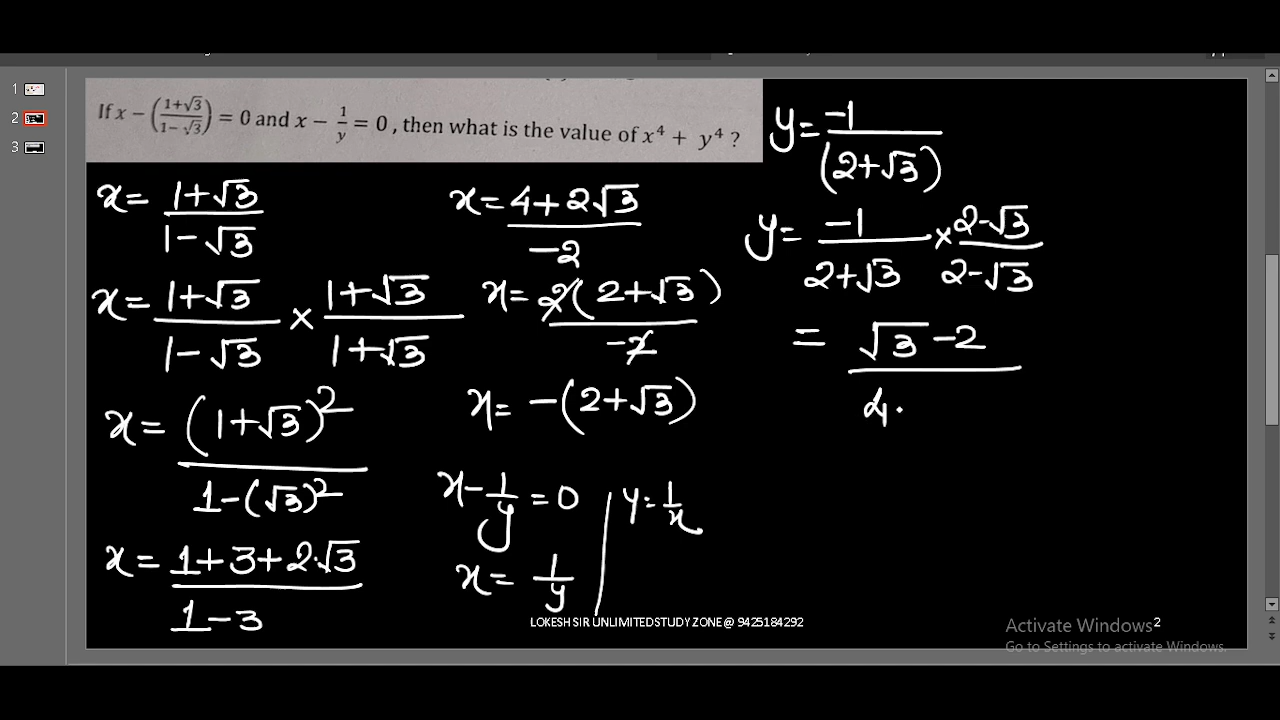 1
2
3
If x − ((1+√3)/(1−√3)) = 0 and x − 1/y = 0 , then what is the value of x⁴ + y⁴ ?
x = (1+√3)/(1−√3)
x = (1+√3)/(1−√3) × (1+√3)/(1+√3)
x = (1+√3)²/(1−(√3)²)
x = (1+3+2·√3)/(1−3)
x = (4+2√3)/(−2)
x = 2(2+√3)/(−2)
x = −(2+√3)
x − 1/y = 0
x = 1/y
y = 1/x
y = −1/(2+√3)
y = −1/(2+√3) × (2−√3)/(2−√3)
= (√3−2)/(4·
LOKESH SIR UNLIMITED STUDY ZONE @ 9425184292
2
Activate Windows
Go to Settings to activate Windows.